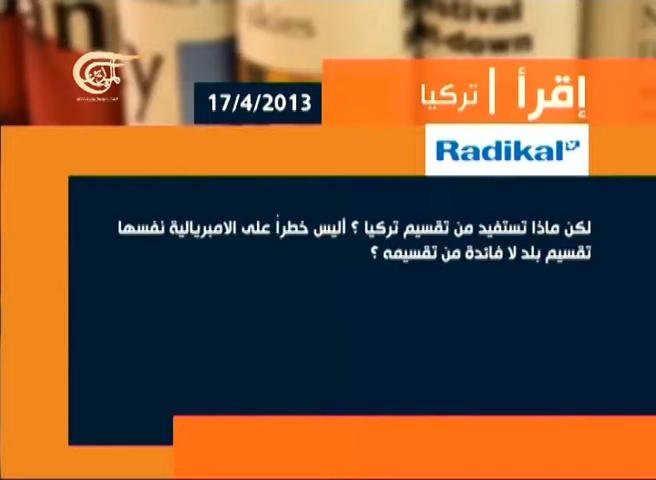 الميادين
17/4/2013
إقرأ | تركيا
Radikal
لكن ماذا تستفيد من تقسيم تركيا ؟ أليس خطراً على الامبريالية نفسها
تقسيم بلد لا فائدة من تقسيمه ؟